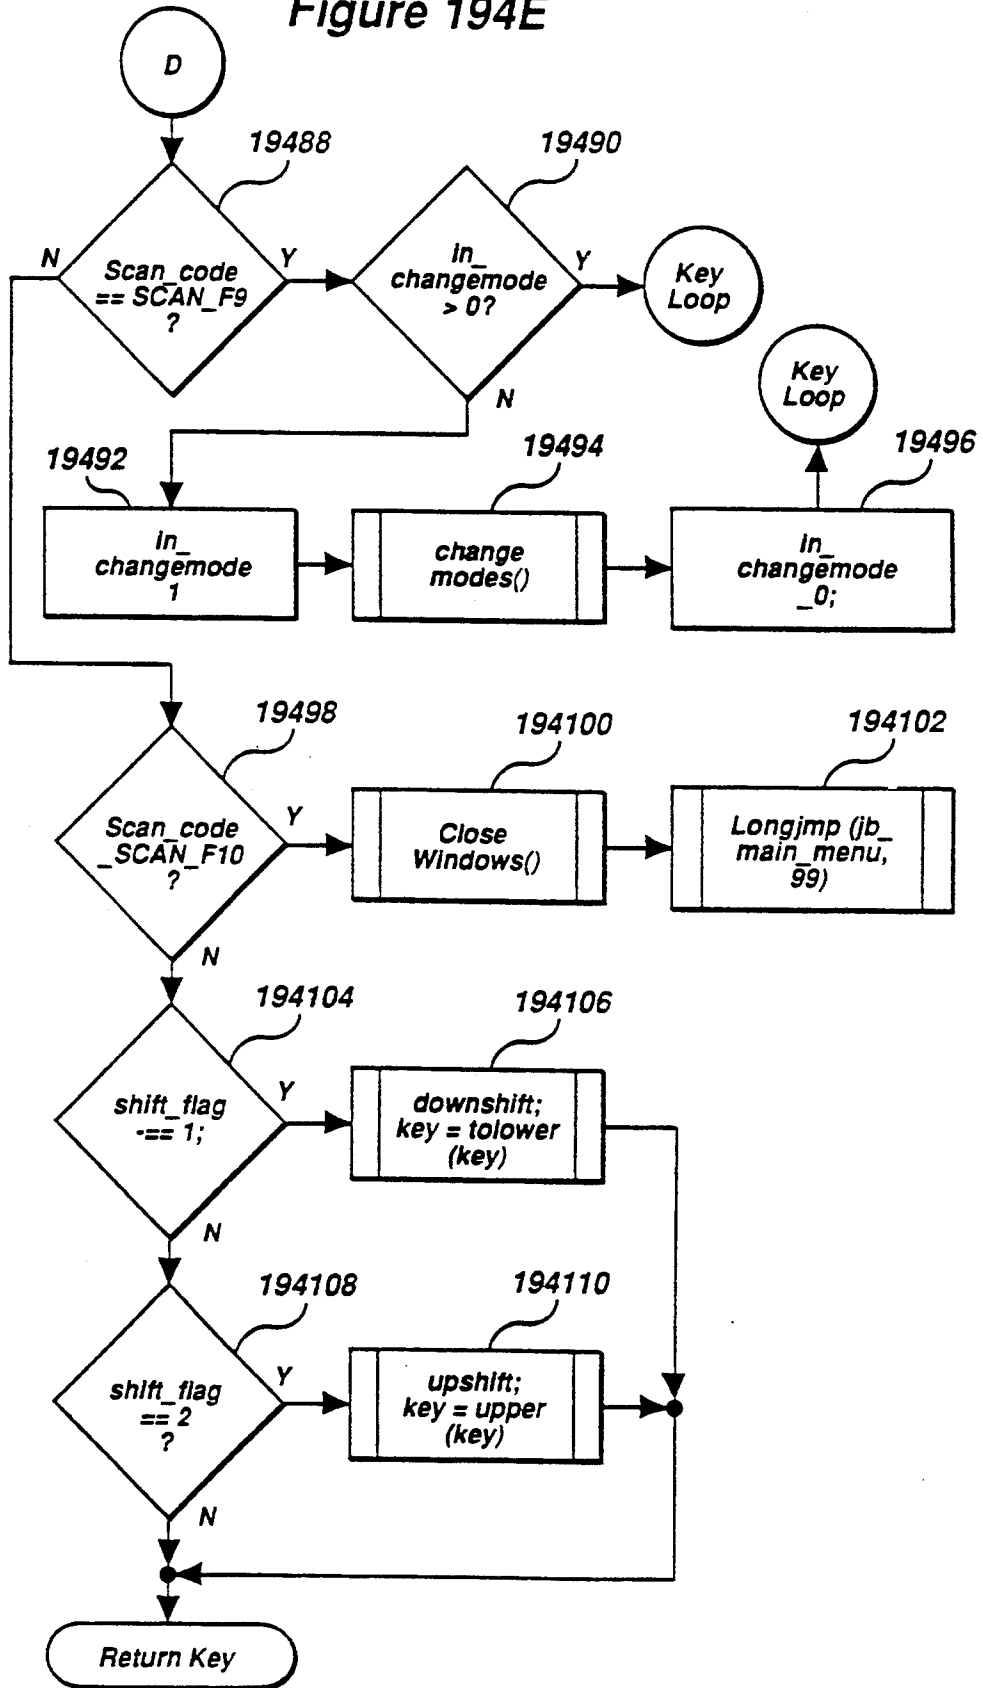 Figure 194E
D
19488
19490
N
Scan_code
== SCAN_F9
?
Y
in_
changemode
> 0?
Y
Key
Loop
N
Key
Loop
19492
19494
19496
in_
changemode
1
change
modes()
in_
changemode
_0;
19498
194100
194102
Scan_code
_SCAN_F10
?
Y
Close
Windows()
Longjmp (jb_
main_menu,
99)
N
194104
194106
shift_flag
-== 1;
Y
downshift;
key = tolower
(key)
N
194108
194110
shift_flag
== 2
?
Y
upshift;
key = upper
(key)
N
Return Key